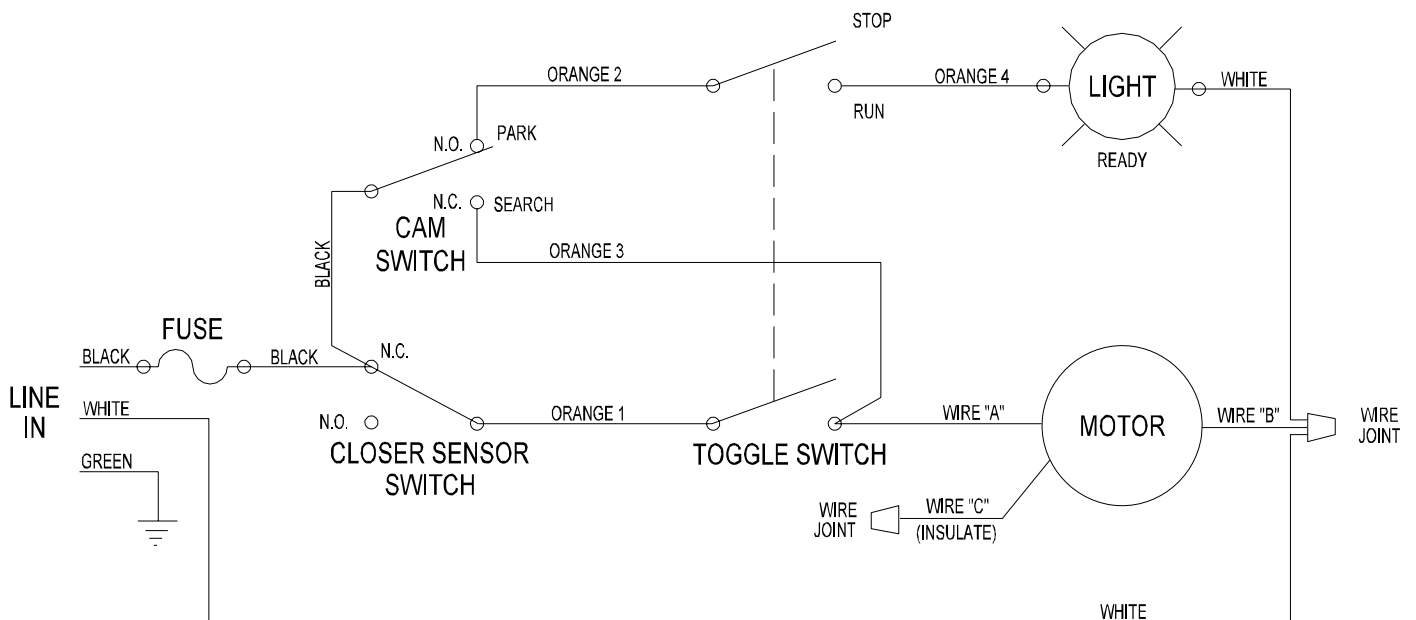 STOP
ORANGE 2
ORANGE 4
LIGHT
WHITE
RUN
N.O.
PARK
READY
N.C.
SEARCH
CAM
SWITCH
BLACK
ORANGE 3
FUSE
BLACK
BLACK
N.C.
LINE
IN
WHITE
N.O.
ORANGE 1
WIRE "A"
MOTOR
WIRE "B"
WIRE
JOINT
GREEN
CLOSER SENSOR
SWITCH
TOGGLE SWITCH
WIRE
JOINT
WIRE "C"
(INSULATE)
WHITE